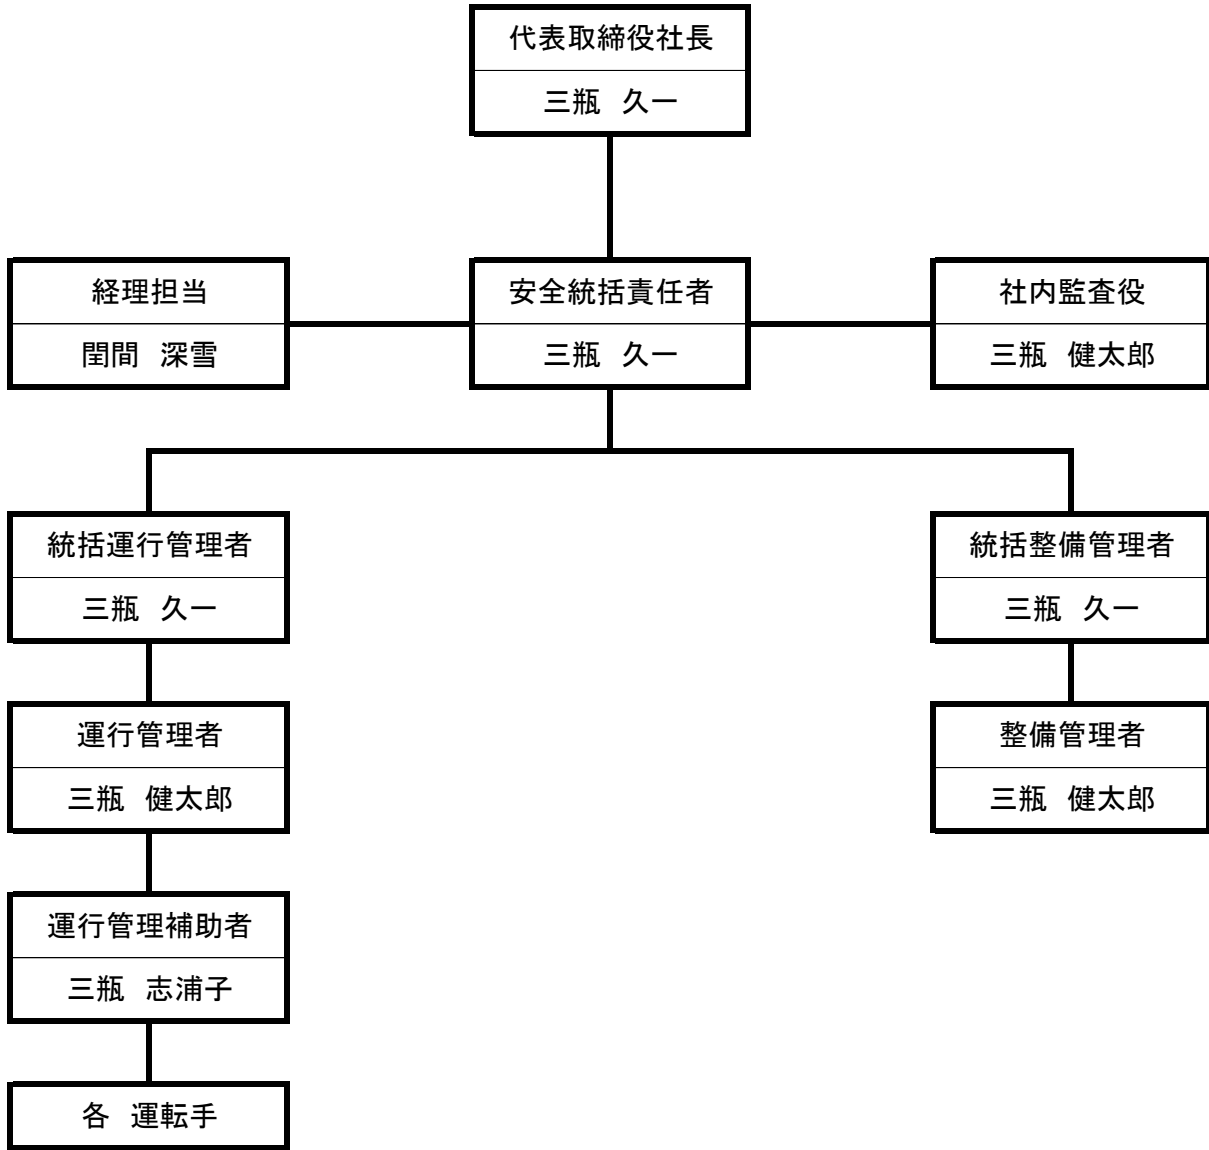 代表取締役社長
三瓶　久一
経理担当
閏間　深雪
安全統括責任者
三瓶　久一
社内監査役
三瓶　健太郎
統括運行管理者
三瓶　久一
統括整備管理者
三瓶　久一
運行管理者
三瓶　健太郎
整備管理者
三瓶　健太郎
運行管理補助者
三瓶　志浦子
各　運転手